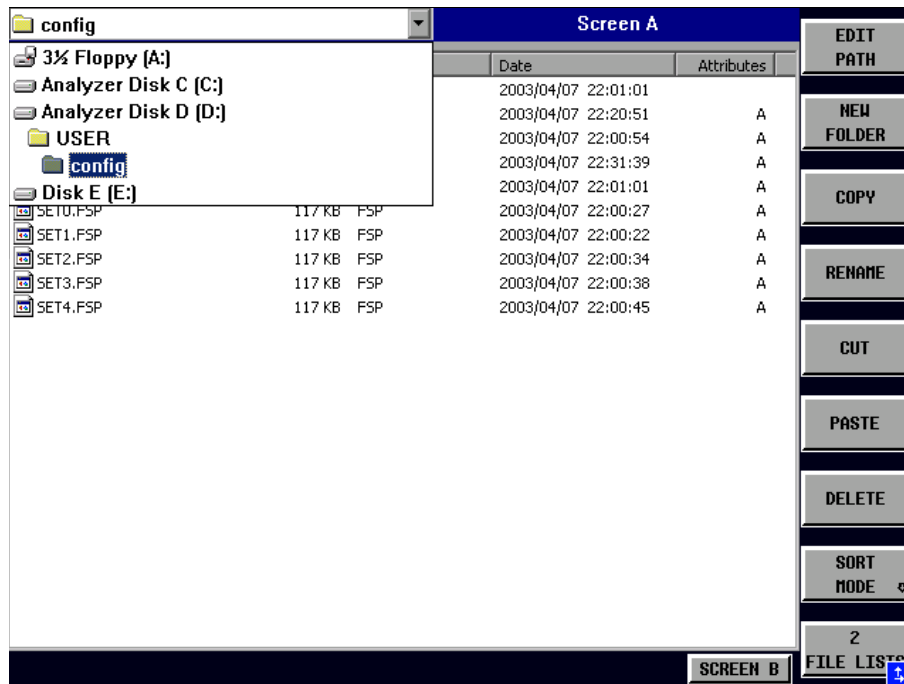 config
Screen A
3½ Floppy (A:)
Analyzer Disk C (C:)
Analyzer Disk D (D:)
USER
config
Disk E (E:)
Date Attributes
2003/04/07 22:01:01
2003/04/07 22:20:51 A
2003/04/07 22:00:54 A
2003/04/07 22:31:39 A
2003/04/07 22:01:01 A
SET0.FSP 117 KB FSP 2003/04/07 22:00:27 A
SET1.FSP 117 KB FSP 2003/04/07 22:00:22 A
SET2.FSP 117 KB FSP 2003/04/07 22:00:34 A
SET3.FSP 117 KB FSP 2003/04/07 22:00:38 A
SET4.FSP 117 KB FSP 2003/04/07 22:00:45 A
EDIT
PATH
NEW
FOLDER
COPY
RENAME
CUT
PASTE
DELETE
SORT
MODE
2
FILE LISTS
SCREEN B